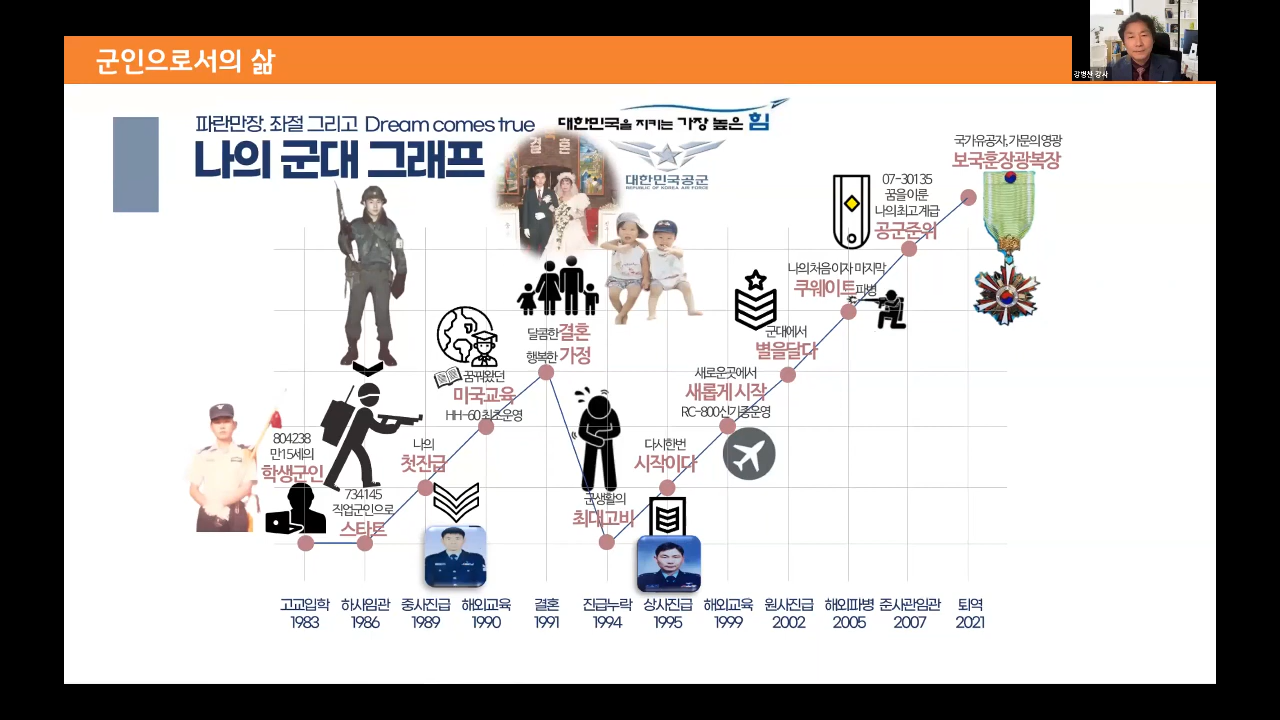 군인으로서의 삶
강병찬 강사
파란만장. 좌절 그리고 Dream comes true
나의 군대 그래프
대한민국을 지키는 가장 높은 힘
대한민국공군
REPUBLIC OF KOREA AIR FORCE
결 혼
국가유공자, 가문의영광
보국훈장광복장
07-30135
꿈을이룬
나의최고계급
공군준위
나의처음이자 마지막
쿠웨이트파병
군대에서
별을달다
새로운곳에서
새롭게 시작
RC-800신기종운영
달콤한결혼
행복한 가정
꿈꿔왔던
미국교육
HH-60 최초운영
나의
첫진급
다시한번
시작이다
804238
만15세의
학생군인
734145
직업군인으로
스타트
군생활의
최대고비
고교입학 하사임관 중사진급 해외교육 결혼 진급누락 상사진급 해외교육 원사진급 해외파병 준사관임관 퇴역
1983 1986 1989 1990 1991 1994 1995 1999 2002 2005 2007 2021